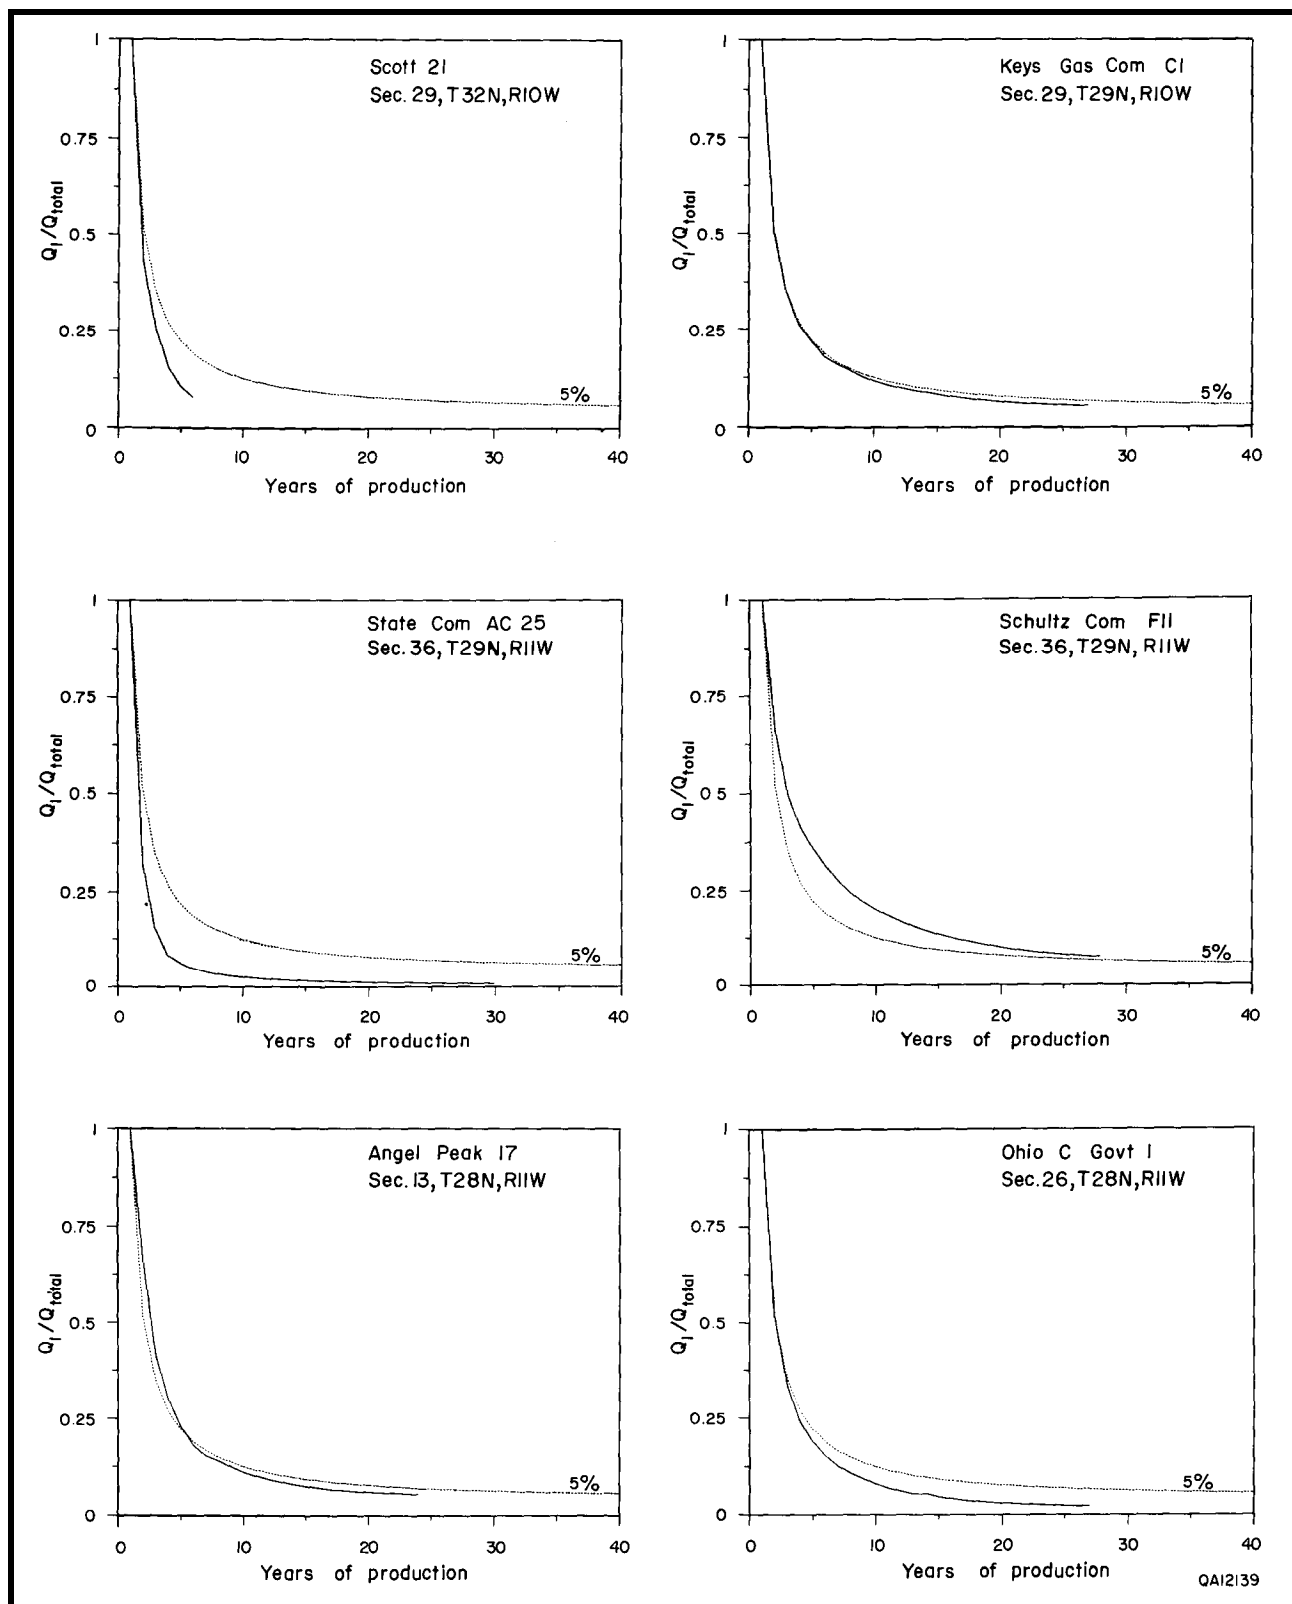 Scott 21
Sec. 29, T32N, R10W
1
0.75
0.5
0.25
0
Q1/Qtotal
5%
0 10 20 30 40
Years of production
Keys Gas Com C1
Sec. 29, T29N, R10W
1
0.75
0.5
0.25
0
Q1/Qtotal
5%
0 10 20 30 40
Years of production
State Com AC 25
Sec. 36, T29N, R11W
1
0.75
0.5
0.25
0
Q1/Qtotal
5%
0 10 20 30 40
Years of production
Schultz Com F11
Sec. 36, T29N, R11W
1
0.75
0.5
0.25
0
Q1/Qtotal
5%
0 10 20 30 40
Years of production
Angel Peak 17
Sec. 13, T28N, R11W
1
0.75
0.5
0.25
0
Q1/Qtotal
5%
0 10 20 30 40
Years of production
Ohio C Govt 1
Sec. 26, T28N, R11W
1
0.75
0.5
0.25
0
Q1/Qtotal
5%
0 10 20 30 40
Years of production
QA12139